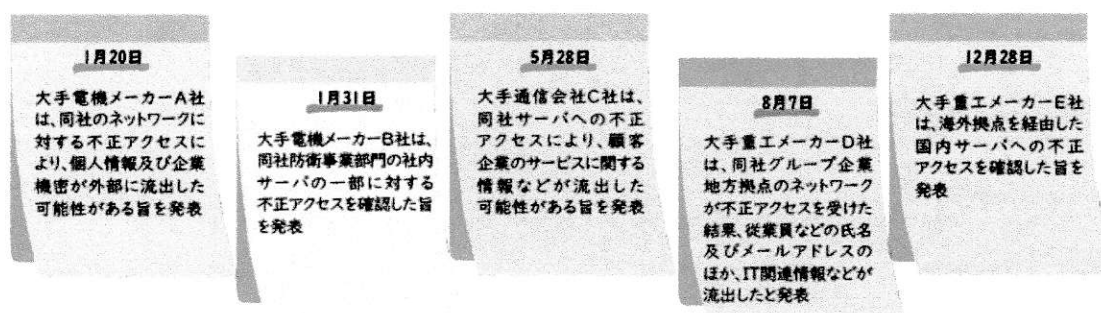 1月20日
大手電機メーカーA社
は、同社のネットワークに
対する不正アクセスに
より、個人情報及び企業
機密が外部に流出した
可能性がある旨を発表
1月31日
大手電機メーカーB社は、
同社防衛事業部門の社内
サーバの一部に対する
不正アクセスを確認した旨
を発表
5月28日
大手通信会社C社は、
同社サーバへの不正
アクセスにより、顧客
企業のサービスに関する
情報などが流出した
可能性がある旨を発表
8月7日
大手重工メーカーD社
は、同社グループ企業
地方拠点のネットワーク
が不正アクセスを受けた
結果、従業員などの氏名
及びメールアドレスの
ほか、IT関連情報などが
流出したと発表
12月28日
大手重工メーカーE社
は、海外拠点を経由した
国内サーバへの不正
アクセスを確認した旨を
発表